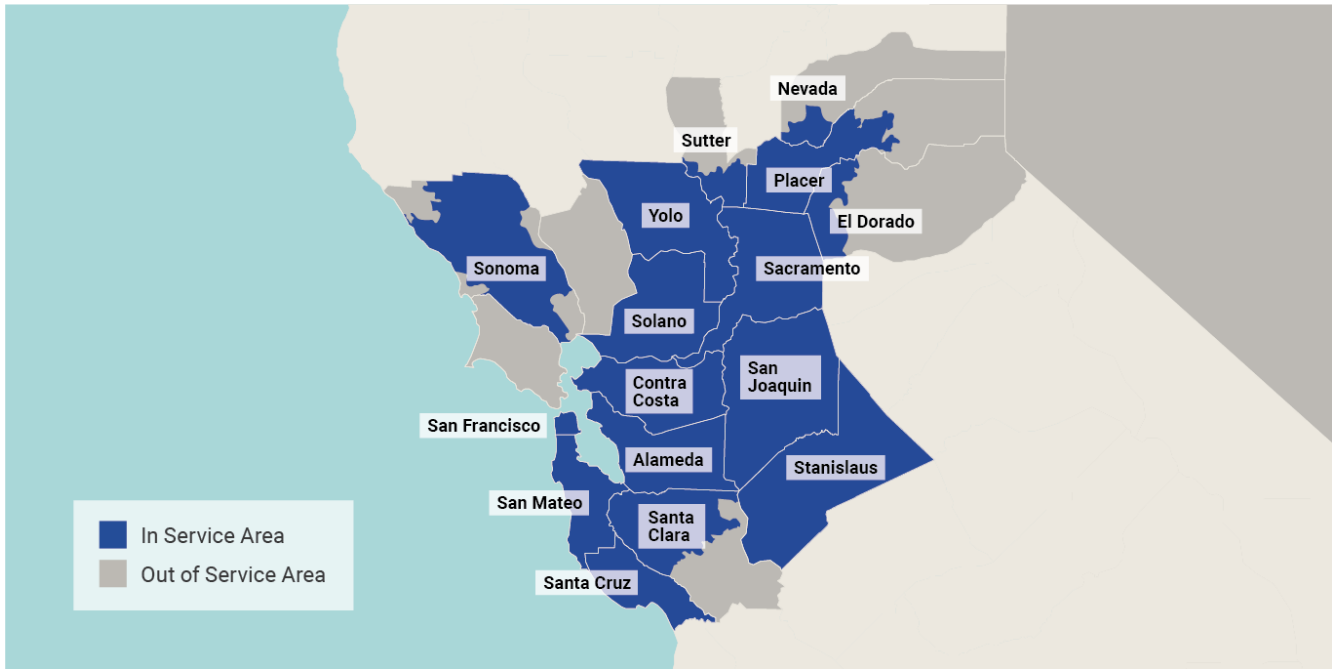 Nevada
Sutter
Placer
Yolo
El Dorado
Sonoma
Sacramento
Solano
San
Joaquin
Contra
Costa
San Francisco
Alameda
Stanislaus
San Mateo
Santa
Clara
Santa Cruz
In Service Area
Out of Service Area